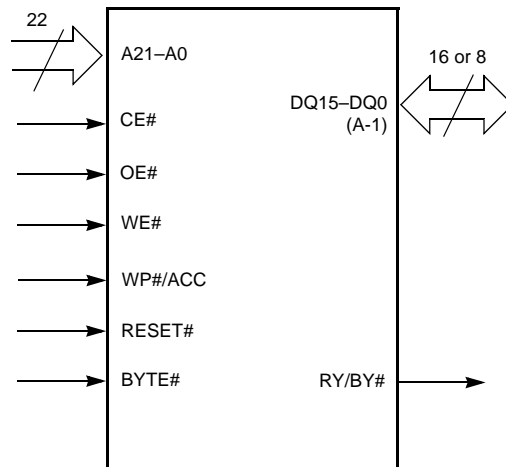 22
A21–A0
16 or 8
DQ15–DQ0
(A-1)
CE#
OE#
WE#
WP#/ACC
RESET#
BYTE#
RY/BY#